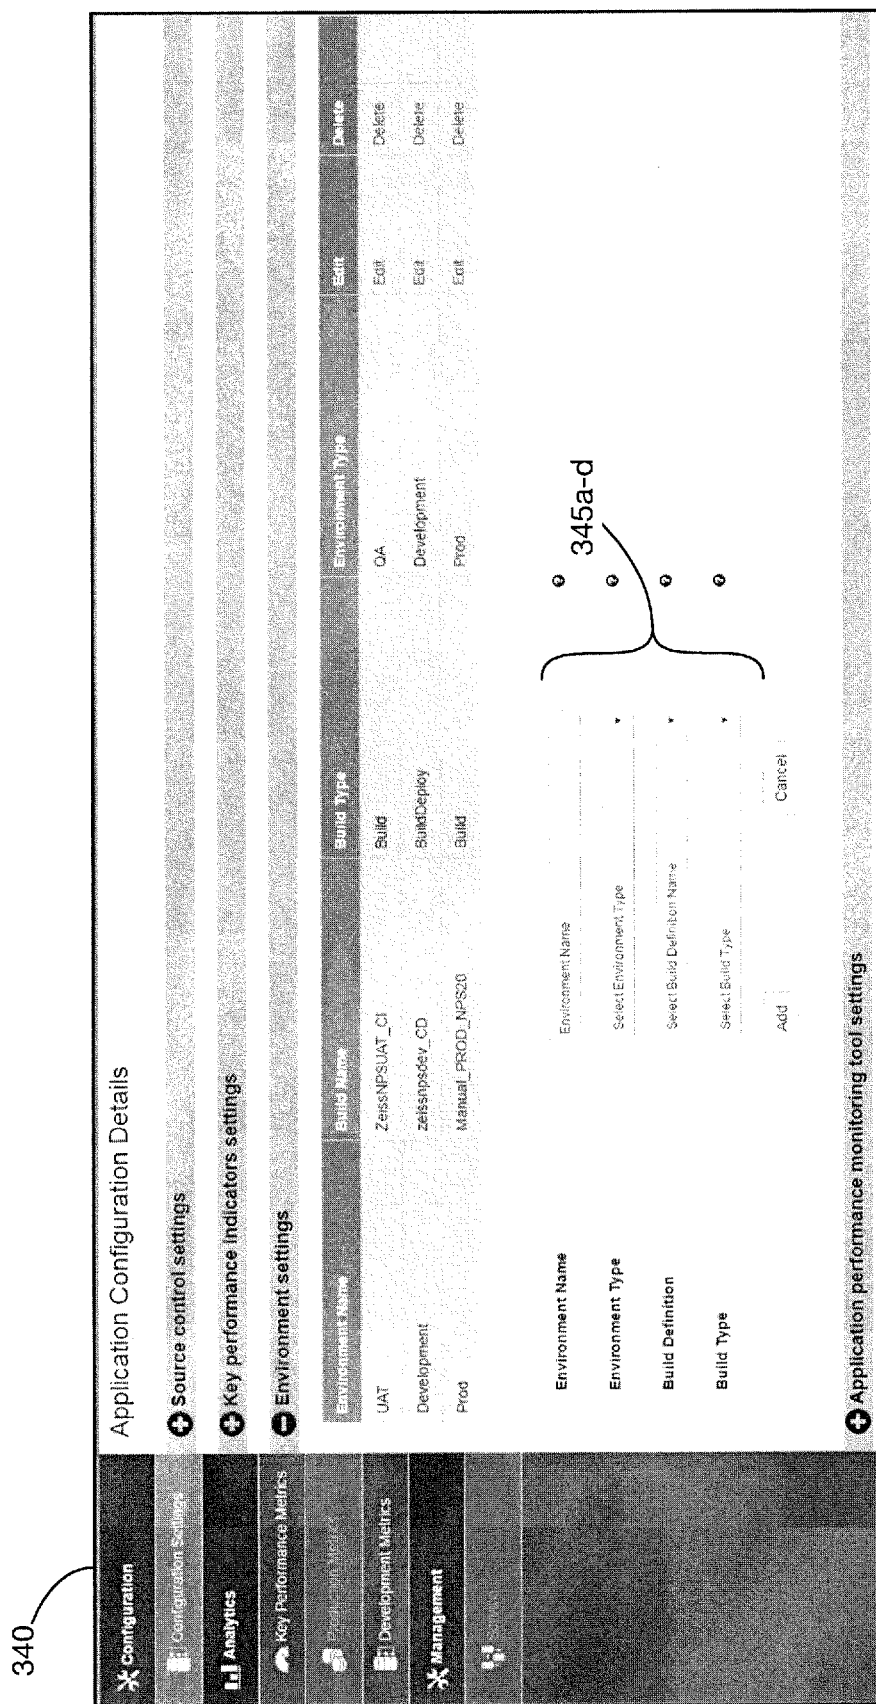 340
Configuration
Configuration Settings
Analytics
Key Performance Metrics
Production Metrics
Development Metrics
Management
Services
Application Configuration Details
Source control settings
Key performance indicators settings
Environment settings
Environment Name Build Name Build Type Environment Type Edit Delete
UAT ZeissNPSUAT_CI Build QA Edit Delete
Development zeissnpsdev_CD BuildDeploy Development Edit Delete
Prod Manual_PROD_NPS20 Build Prod Edit Delete
Environment Name Environment Name ?
Environment Type Select Environment Type ?
Build Definition Select Build Definition Name ?
Build Type Select Build Type ?
345a-d
Add Cancel
Application performance monitoring tool settings